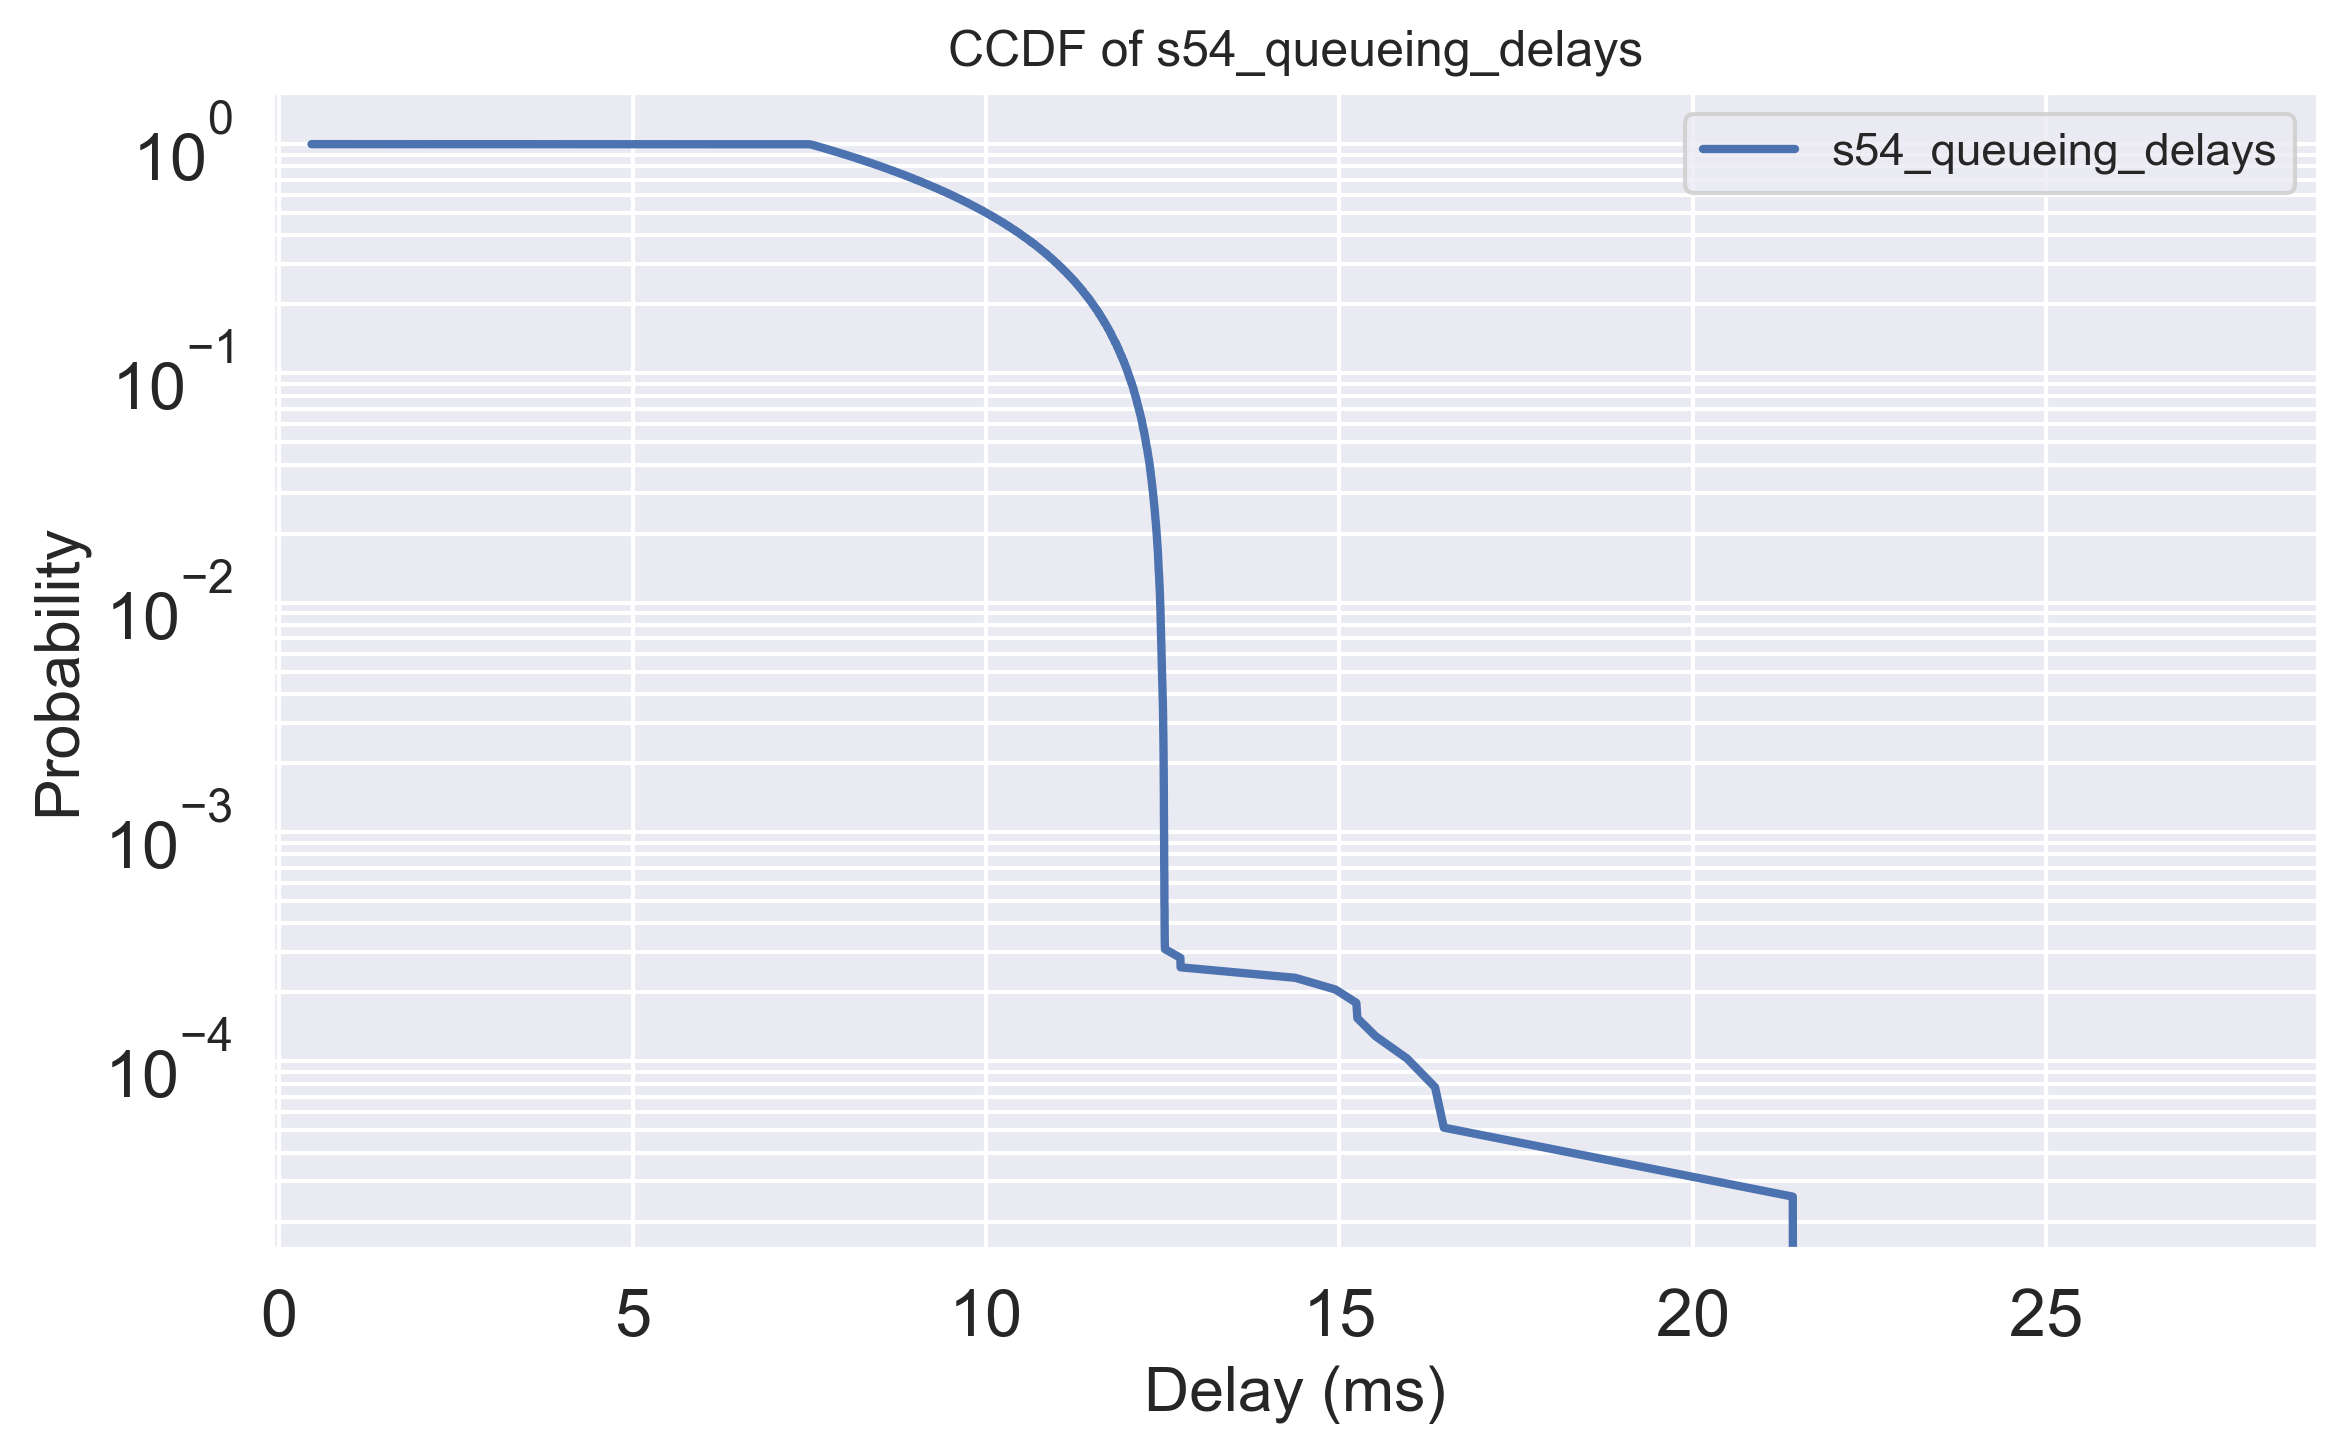 CCDF of s54_queueing_delays
s54_queueing_delays
Probability
10^0
10^−1
10^−2
10^−3
10^−4
0 5 10 15 20 25
Delay (ms)